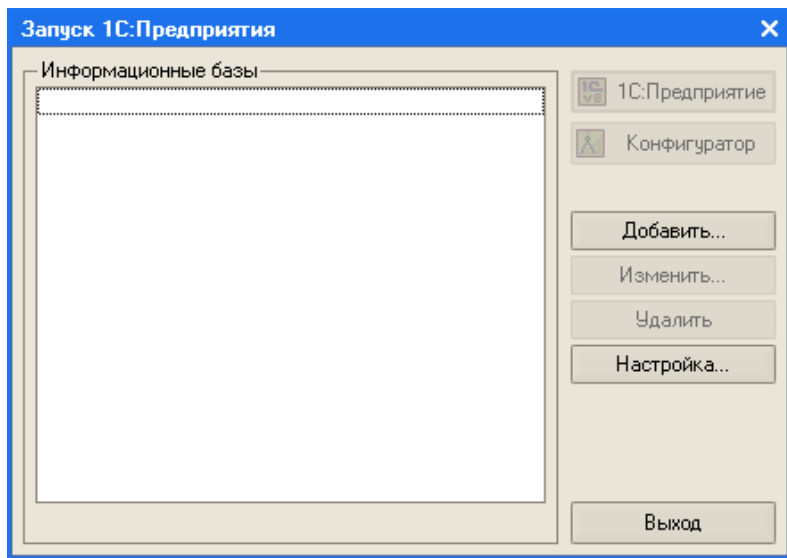 Запуск 1С:Предприятия
Информационные базы
1С:Предприятие
Конфигуратор
Добавить...
Изменить...
Удалить
Настройка...
Выход